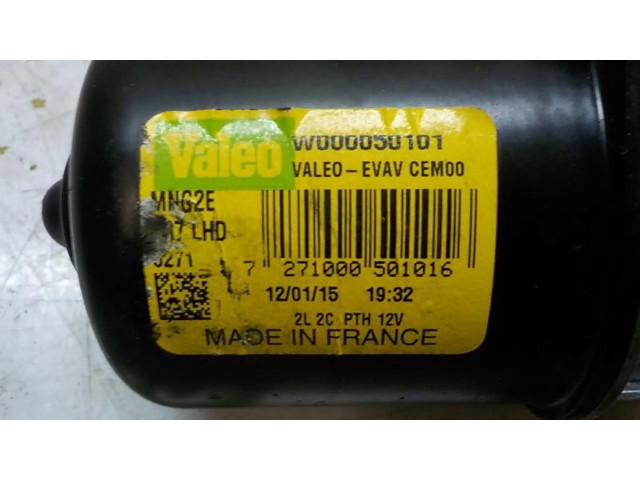 Valeo
W000050101
VALEO-EVAV CEM00
MNG2E
LHD
7 271000 501016
12/01/15 19:32
2L 2C PTH 12V
MADE IN FRANCE